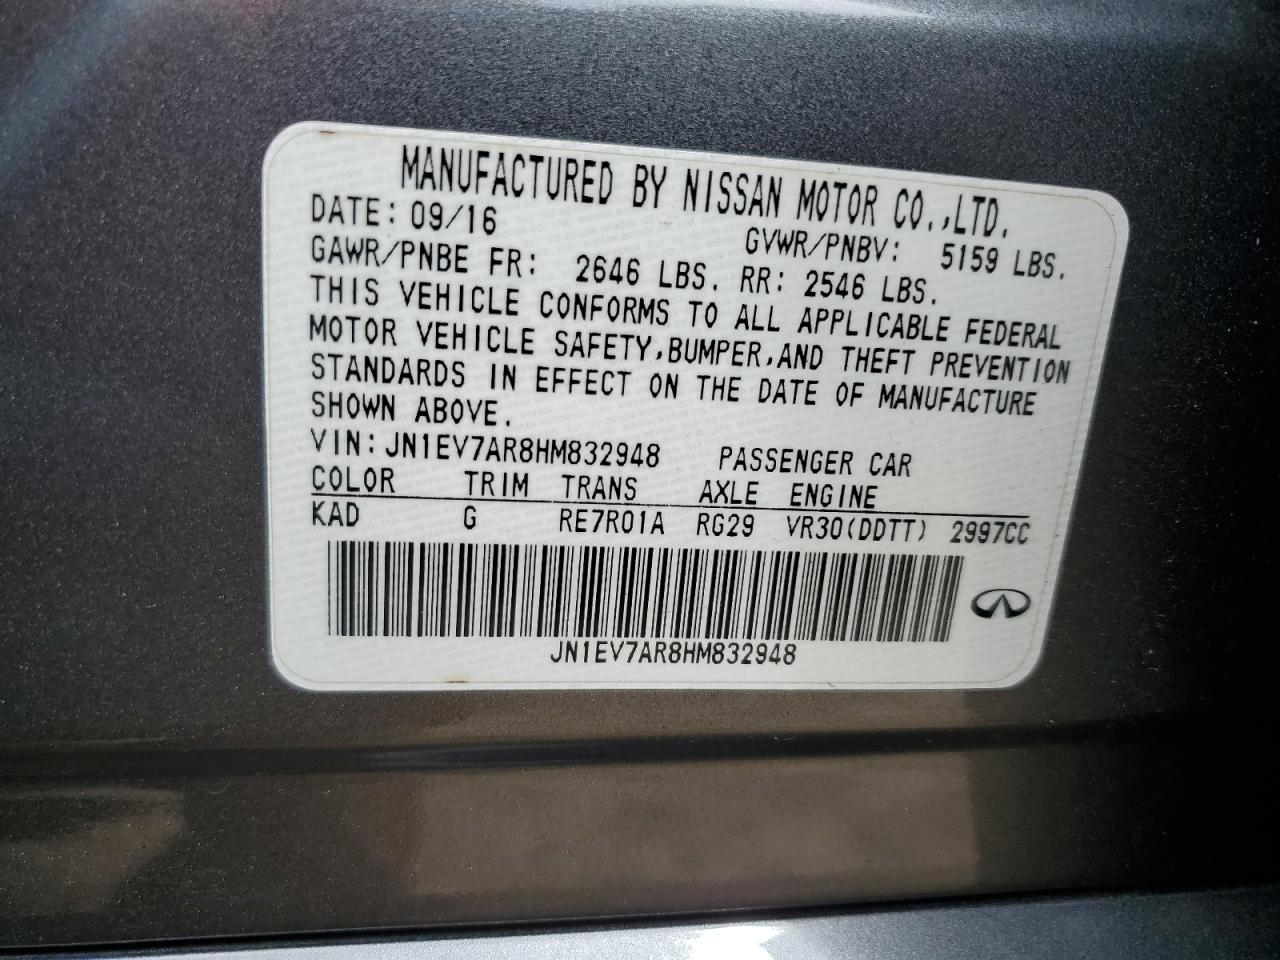 MANUFACTURED BY NISSAN MOTOR CO.,LTD.
DATE: 09/16 GVWR/PNBV: 5159 LBS.
GAWR/PNBE FR: 2646 LBS. RR: 2546 LBS.
THIS VEHICLE CONFORMS TO ALL APPLICABLE FEDERAL
MOTOR VEHICLE SAFETY,BUMPER,AND THEFT PREVENTION
STANDARDS IN EFFECT ON THE DATE OF MANUFACTURE
SHOWN ABOVE.
VIN:JN1EV7AR8HM832948 PASSENGER CAR
COLOR TRIM TRANS AXLE ENGINE
KAD G RE7R01A RG29 VR30(DDTT) 2997CC
JN1EV7AR8HM832948